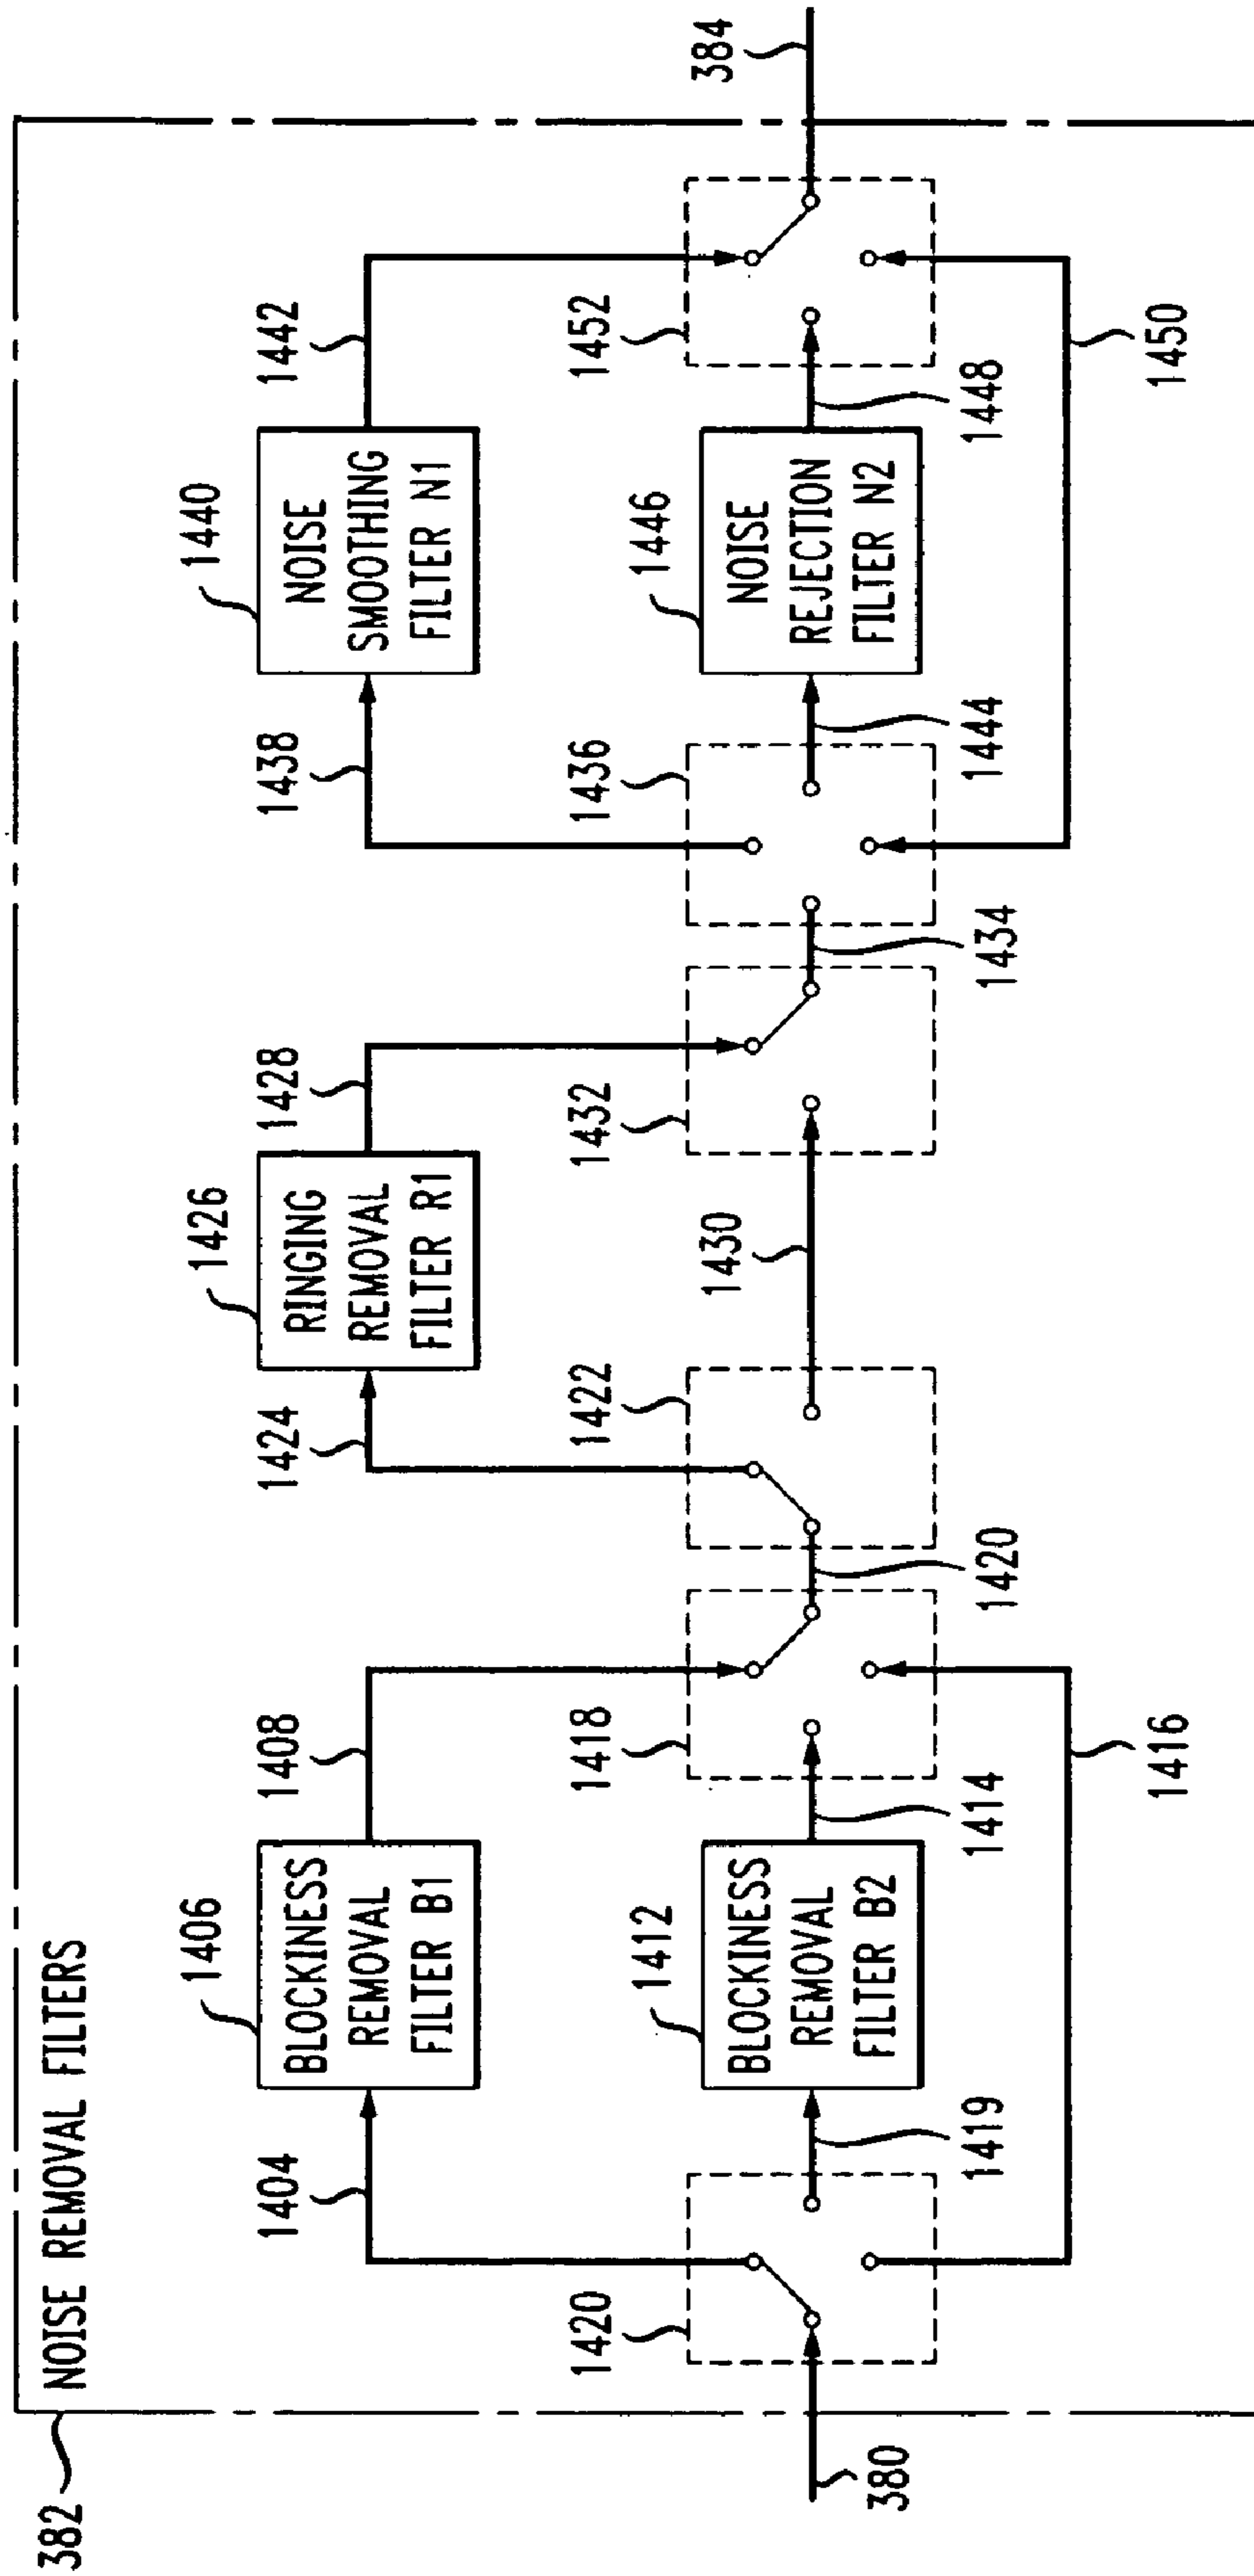 382
NOISE REMOVAL FILTERS
1404
1406
BLOCKINESS
REMOVAL
FILTER B1
1408
1424
1426
RINGING
REMOVAL
FILTER R1
1428
1438
1440
NOISE
SMOOTHING
FILTER N1
1442
380
1420
1419
1412
BLOCKINESS
REMOVAL
FILTER B2
1414
1418
1420
1422
1430
1432
1434
1436
1444
1446
NOISE
REJECTION
FILTER N2
1448
1452
384
1416
1450